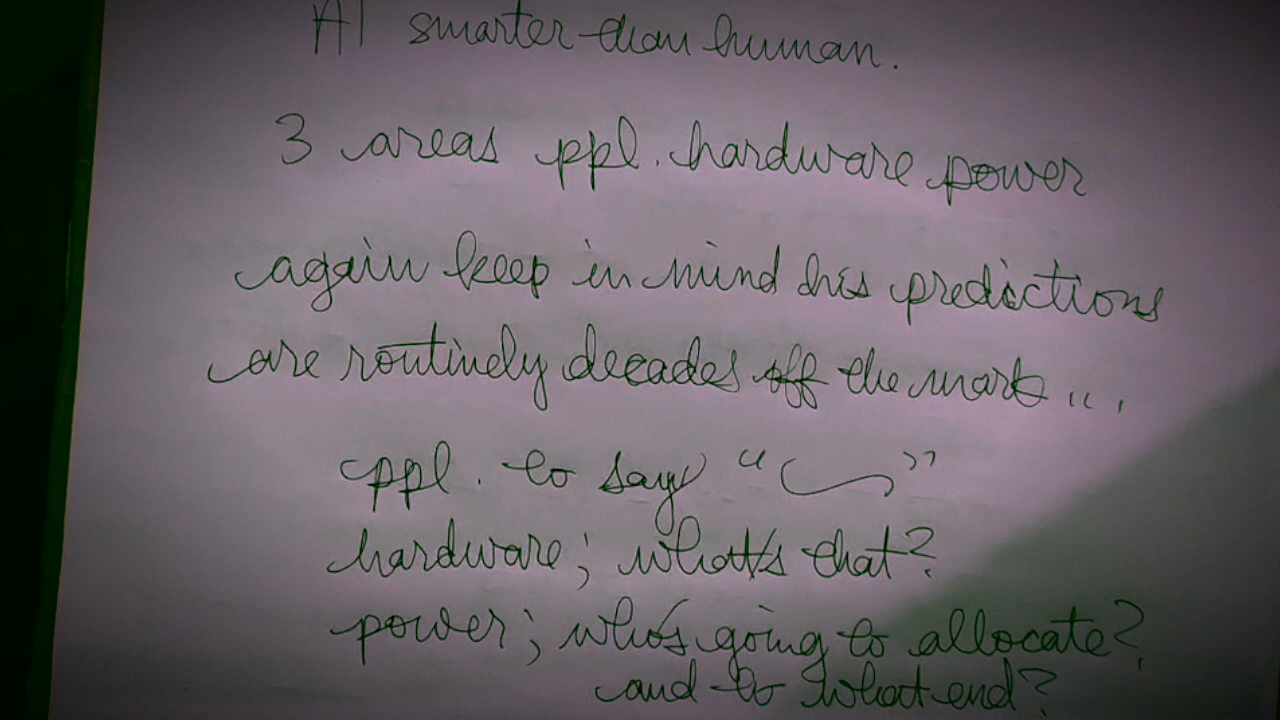 AI smarter than human.
3 areas ppl. hardware power
again keep in mind his predictions
are routinely decades off the mark...
ppl. to say “ ”
hardware; what's that?
power; who's going to allocate?
and to what end?